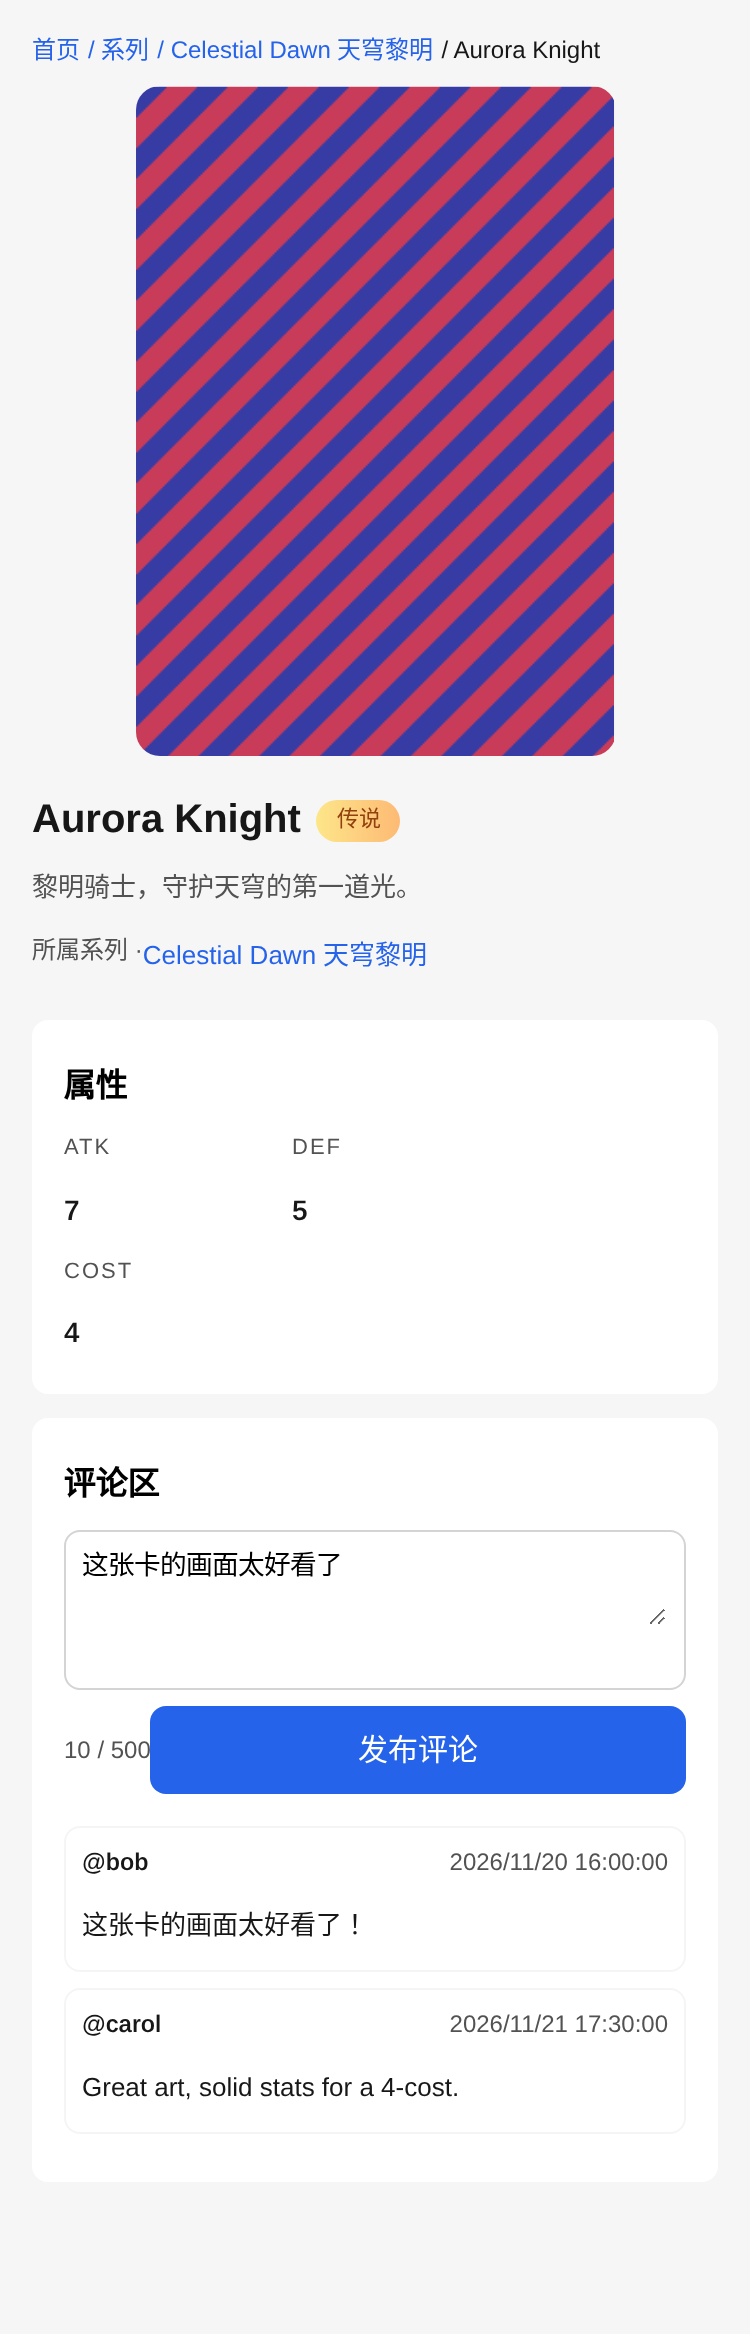 首页 / 系列 / Celestial Dawn 天穹黎明 / Aurora Knight
Aurora Knight 传说
黎明骑士，守护天穹的第一道光。
所属系列 ·Celestial Dawn 天穹黎明
属性
ATK DEF
7 5
COST
4
评论区
这张卡的画面太好看了
10 / 500 发布评论
@bob 2026/11/20 16:00:00
这张卡的画面太好看了！
@carol 2026/11/21 17:30:00
Great art, solid stats for a 4-cost.